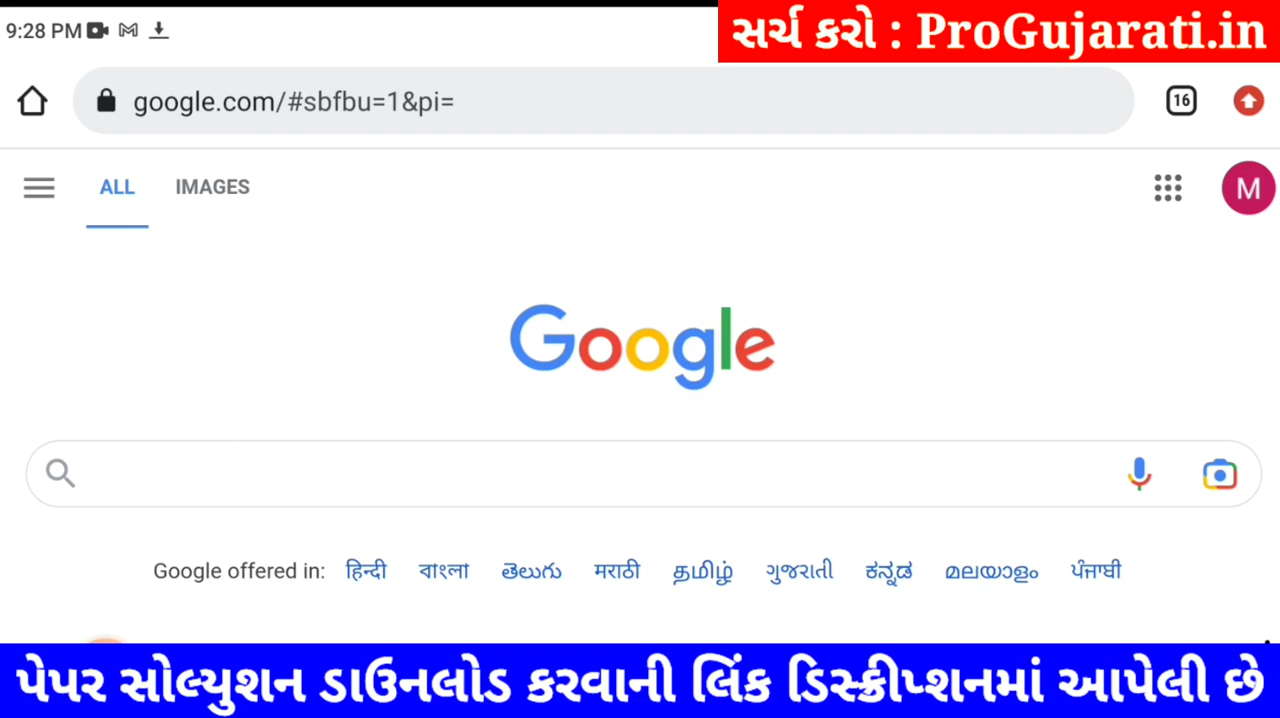 9:28 PM
સર્ચ કરો : ProGujarati.in
google.com/#sbfbu=1&pi=
16
ALL IMAGES
M
Google
Google offered in: हिन्दी বাংলা తెలుగు मराठी தமிழ் ગુજરાતી ಕನ್ನಡ മലയാളം ਪੰਜਾਬੀ
પેપર સોલ્યુશન ડાઉનલોડ કરવાની લિંક ડિસ્ક્રીપ્શનમાં આપેલી છે